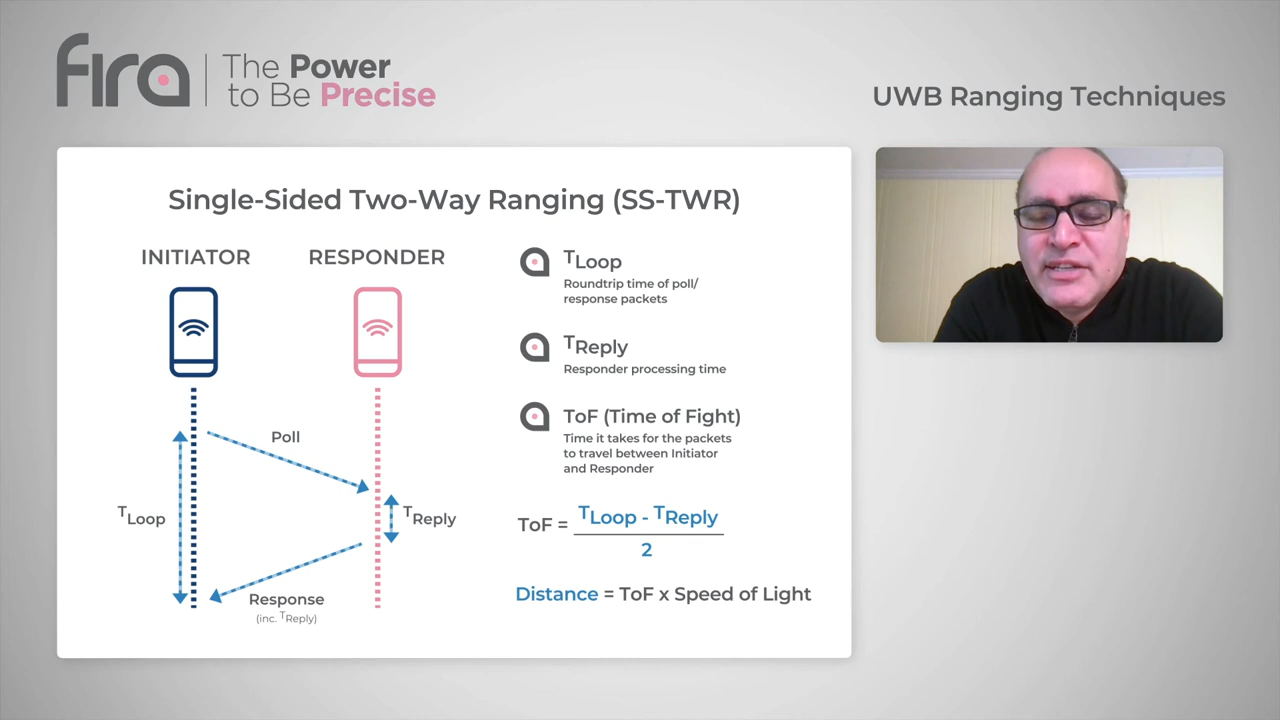 fira
The Power
to Be Precise
UWB Ranging Techniques
Single-Sided Two-Way Ranging (SS-TWR)
INITIATOR
RESPONDER
Poll
TLoop
TReply
Response
(inc. TReply)
TLoop
Roundtrip time of poll/
response packets
TReply
Responder processing time
ToF (Time of Fight)
Time it takes for the packets
to travel between Initiator
and Responder
ToF = TLoop - TReply
2
Distance = ToF x Speed of Light